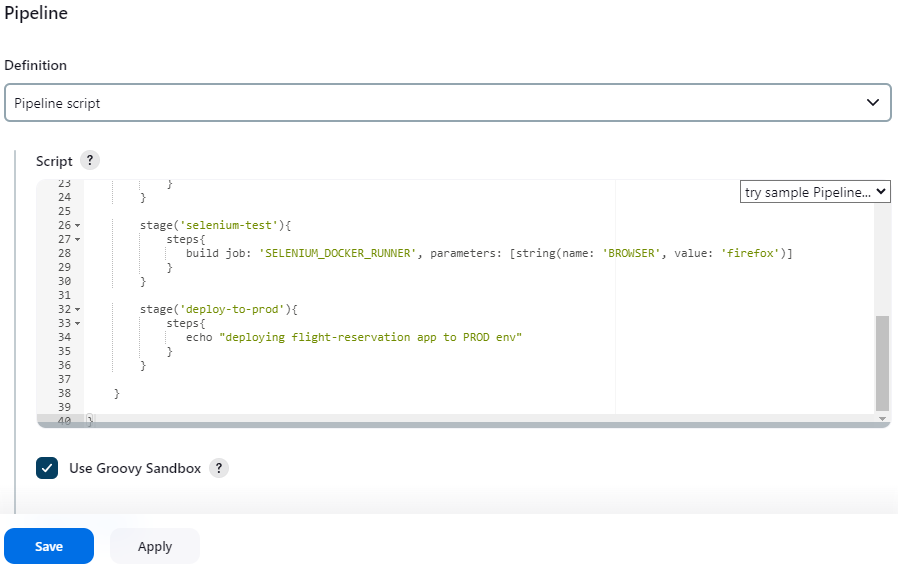 Pipeline
Definition
Pipeline script
Script ?
try sample Pipeline...
23 }
24 }
25
26 stage('selenium-test'){
27 steps{
28 build job: 'SELENIUM_DOCKER_RUNNER', parameters: [string(name: 'BROWSER', value: 'firefox')]
29 }
30 }
31
32 stage('deploy-to-prod'){
33 steps{
34 echo "deploying flight-reservation app to PROD env"
35 }
36 }
37
38 }
39
40 }
Use Groovy Sandbox ?
Save Apply